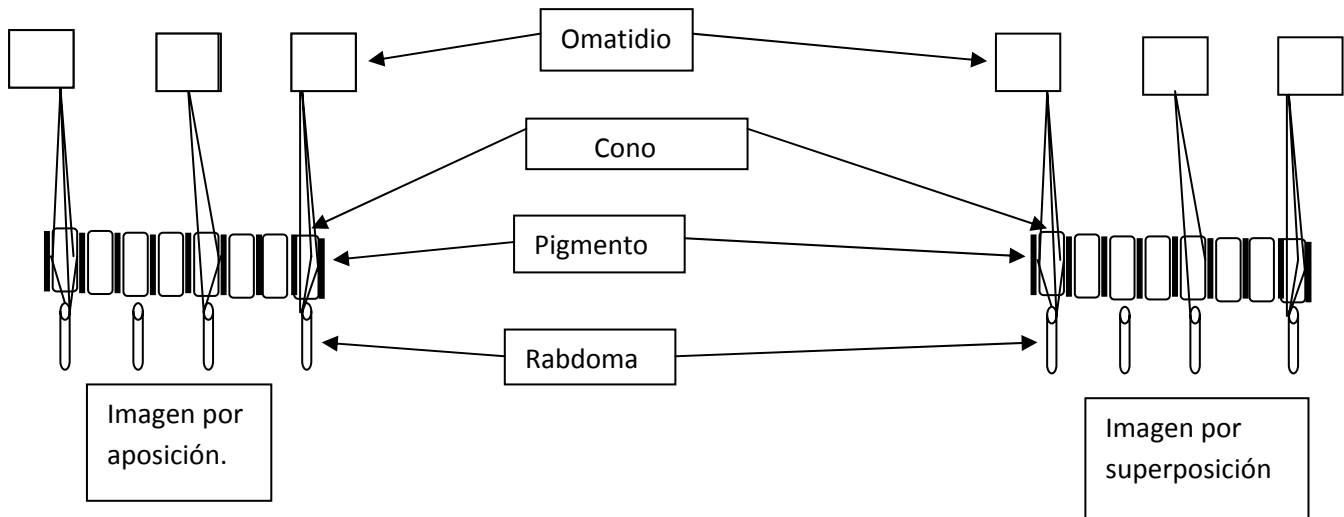 Omatidio
Cono
Pigmento
Rabdoma
Imagen por
aposición.
Imagen por
superposición